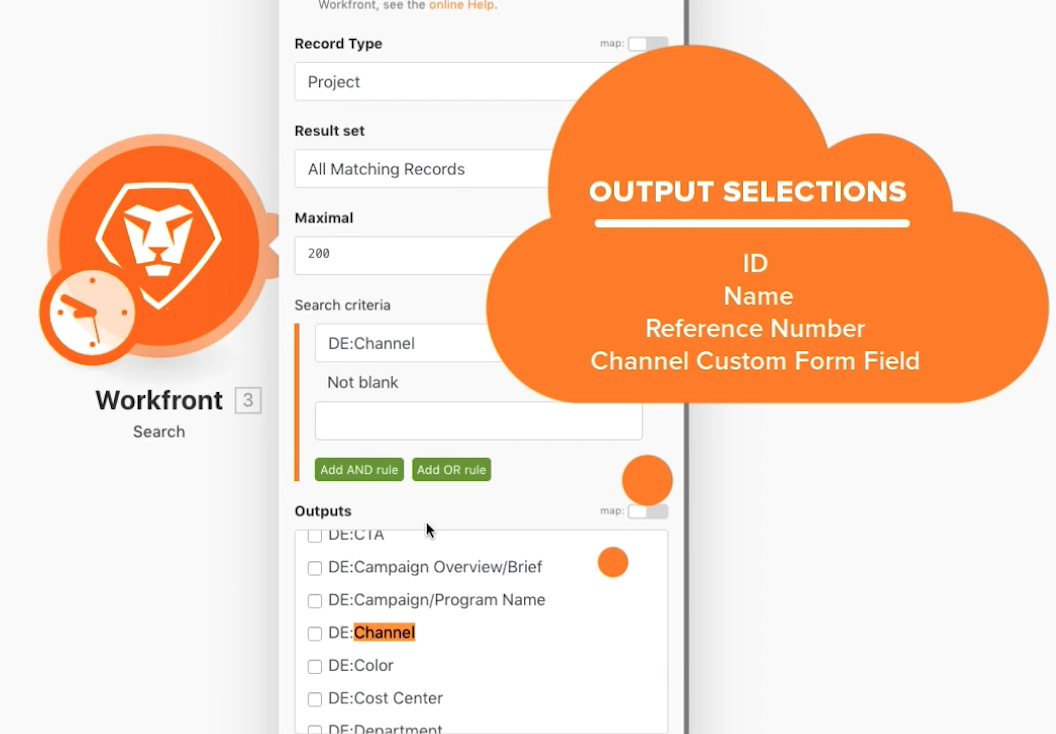 Workfront, see the online Help.
Record Type
map:
Project
Result set
All Matching Records
Maximal
200
Search criteria
DE:Channel
Not blank
Add AND rule
Add OR rule
Outputs
map:
DE:CTA
DE:Campaign Overview/Brief
DE:Campaign/Program Name
DE:Channel
DE:Color
DE:Cost Center
DE:Department
Workfront 3
Search
OUTPUT SELECTIONS
ID
Name
Reference Number
Channel Custom Form Field